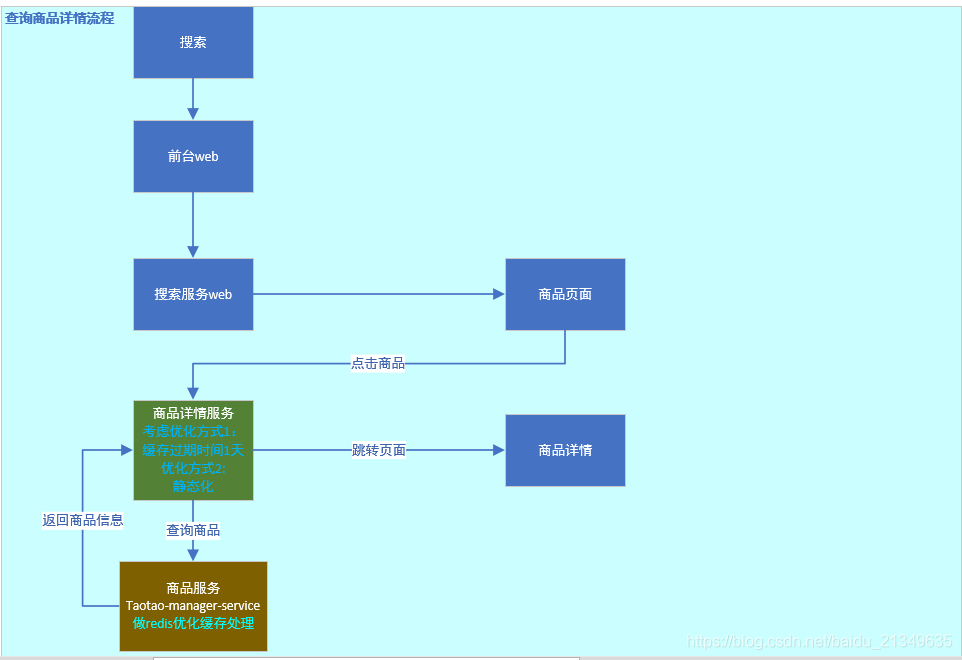 查询商品详情流程
搜索
前台web
搜索服务web
商品页面
点击商品
商品详情服务
考虑优化方式1,
缓存过期时间1天
优化方式2:
静态化
跳转页面
商品详情
返回商品信息
查询商品
商品服务
Taotao-manager-service
做redis优化缓存处理
https://blog.csdn.net/baidu_21349635